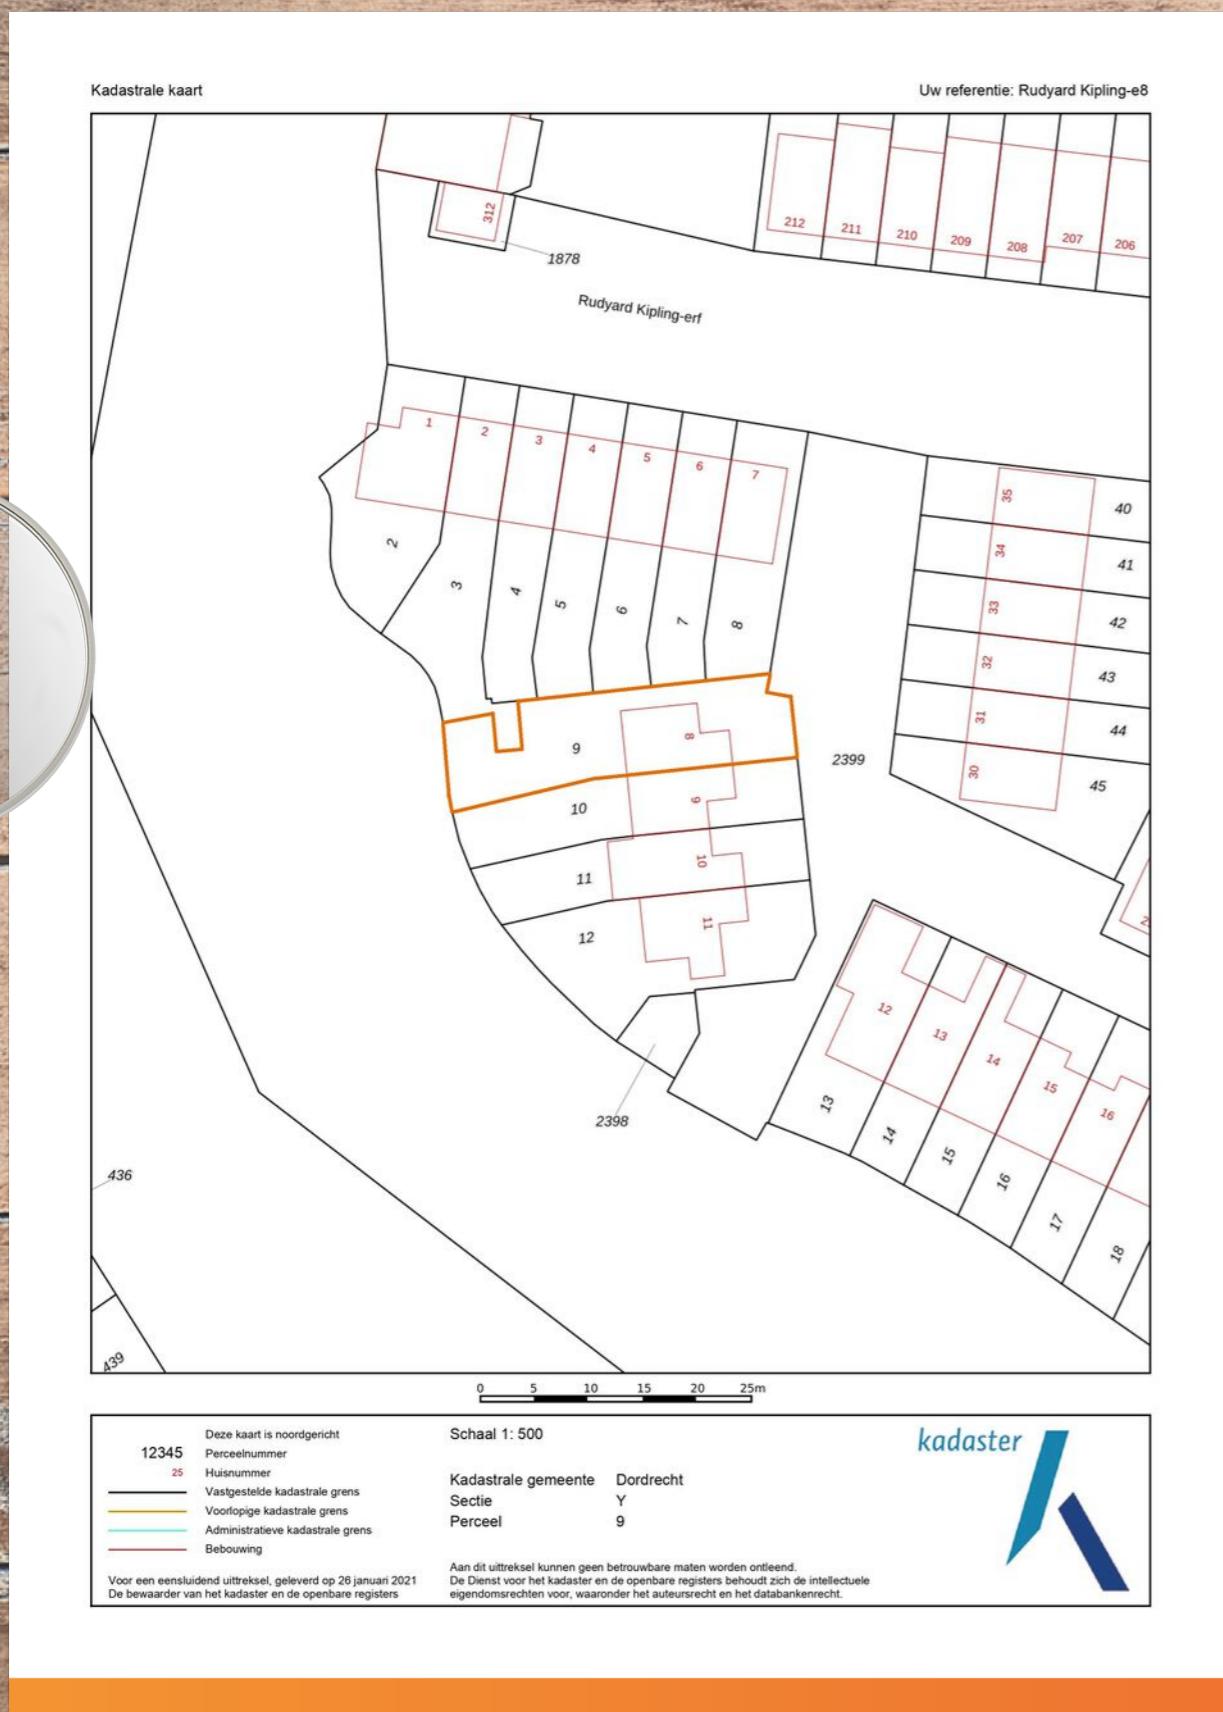 Kadastrale kaart
Uw referentie: Rudyard Kipling-e8
312
1878
212
211
210
209
208
207
206
Rudyard Kipling-erf
1
2
3
4
5
6
7
2
3
4
5
6
7
8
35
40
34
41
33
42
32
43
31
44
30
45
9
8
2399
10
9
11
10
12
11
12
13
14
15
16
13
14
15
16
17
18
2398
436
439
0 5 10 15 20 25m
Deze kaart is noordgericht
12345 Perceelnummer
25 Huisnummer
Vastgestelde kadastrale grens
Voorlopige kadastrale grens
Administratieve kadastrale grens
Bebouwing
Voor een eensluidend uittreksel, geleverd op 26 januari 2021
De bewaarder van het kadaster en de openbare registers
Schaal 1: 500
Kadastrale gemeente Dordrecht
Sectie Y
Perceel 9
Aan dit uittreksel kunnen geen betrouwbare maten worden ontleend.
De Dienst voor het kadaster en de openbare registers behoudt zich de intellectuele
eigendomsrechten voor, waaronder het auteursrecht en het databankenrecht.
kadaster